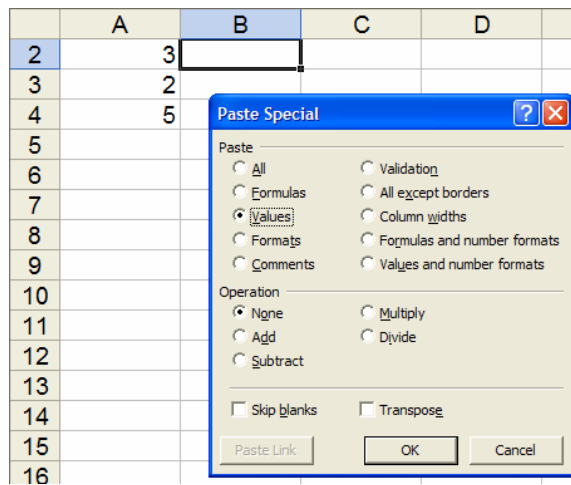 A B C D
2 3
3 2
4 5
Paste Special
5
Paste
6 All Validation
7 Formulas All except borders
Values Column widths
8 Formats Formulas and number formats
9 Comments Values and number formats
10 Operation
11 None Multiply
Add Divide
12 Subtract
13
14 Skip blanks Transpose
15 Paste Link OK Cancel
16